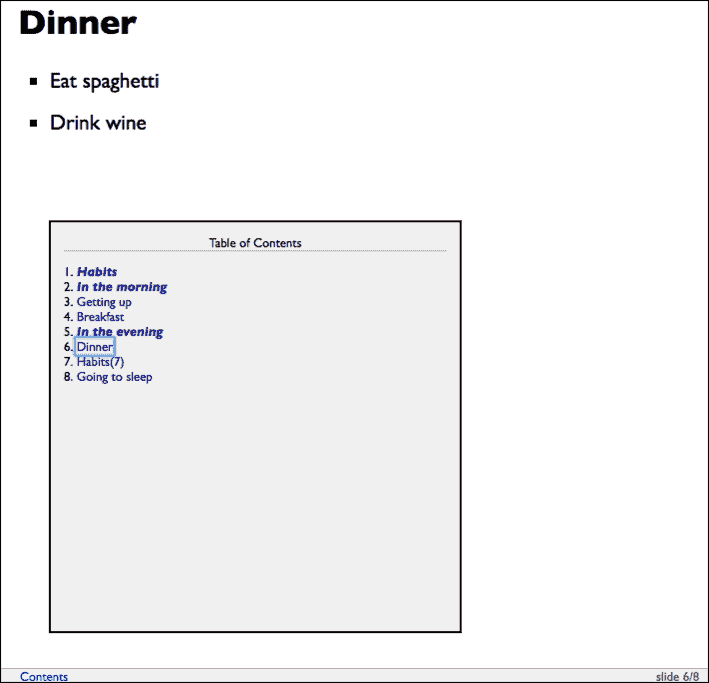 Dinner
Eat spaghetti
Drink wine
Table of Contents
1. Habits
2. In the morning
3. Getting up
4. Breakfast
5. In the evening
6. Dinner
7. Habits(7)
8. Going to sleep
Contents
slide 6/8